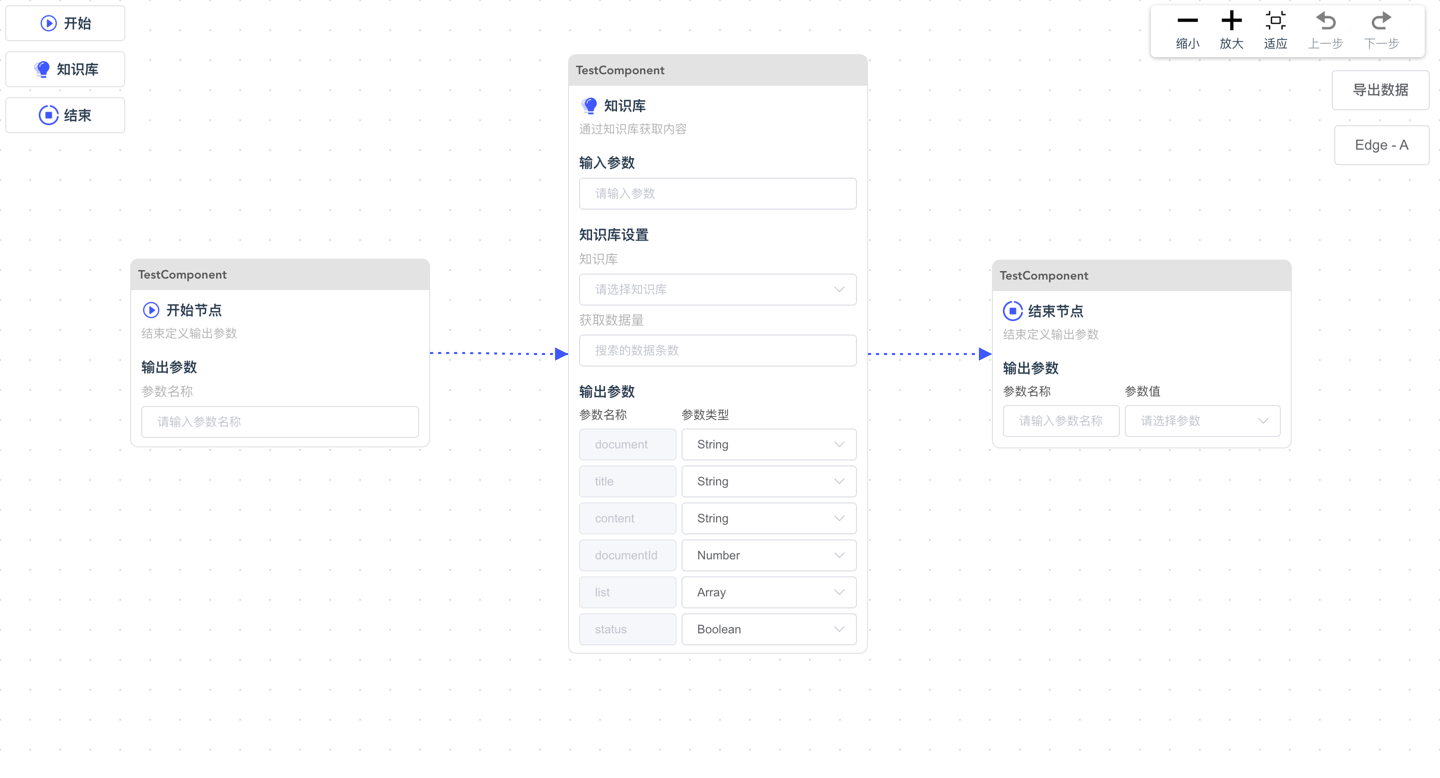 开始
知识库
结束
缩小 放大 适应 上一步 下一步
导出数据
Edge - A
TestComponent
开始节点
结束定义输出参数
输出参数
参数名称
请输入参数名称
TestComponent
知识库
通过知识库获取内容
输入参数
请输入参数
知识库设置
知识库
请选择知识库
获取数据量
搜索的数据条数
输出参数
参数名称 参数类型
document String
title String
content String
documentId Number
list Array
status Boolean
TestComponent
结束节点
结束定义输出参数
输出参数
参数名称 参数值
请输入参数名称 请选择参数